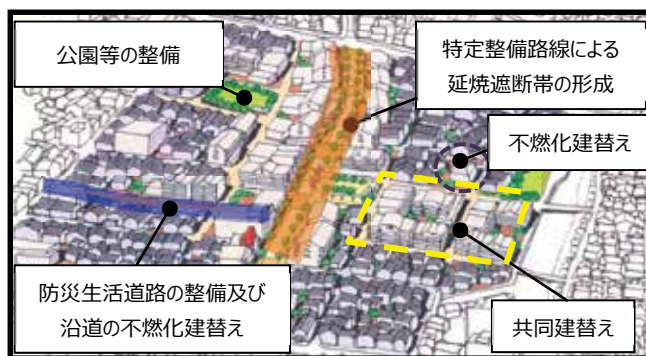 公園等の整備
特定整備路線による
延焼遮断帯の形成
不燃化建替え
防災生活道路の整備及び
沿道の不燃化建替え
共同建替え